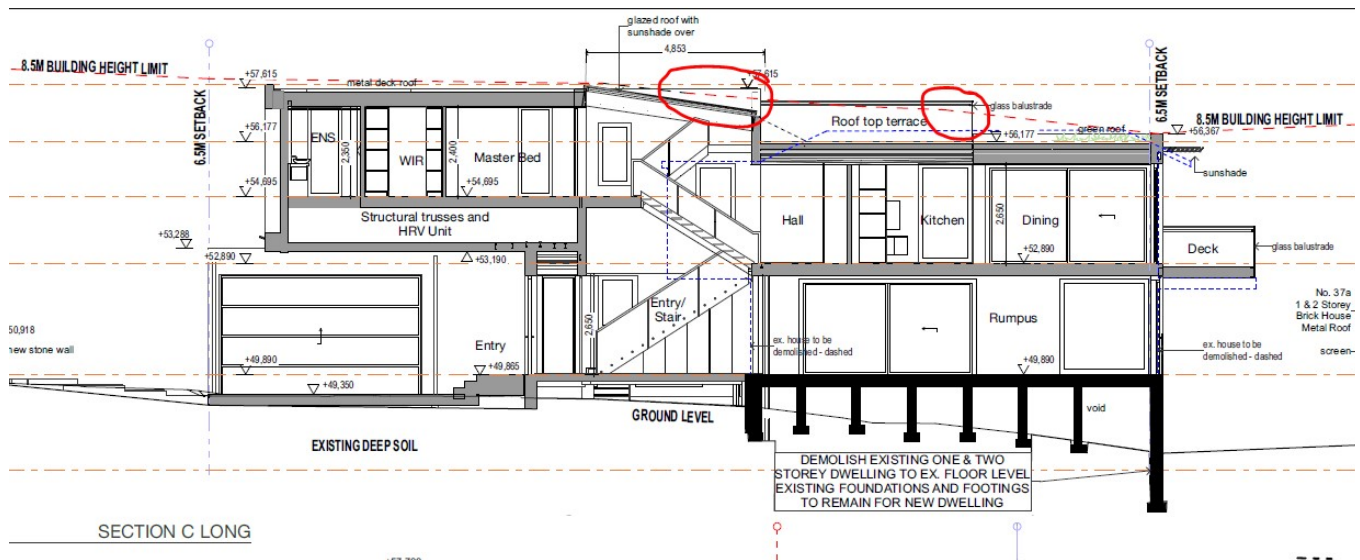 glazed roof with
sunshade over
4,853
8.5M BUILDING HEIGHT LIMIT
+57,615
metal deck roof
+57,615
6.5M SETBACK
6.5M SETBACK
glass balustrade
Roof top terrace
green roof
+56,177
+56,177
+56,367
8.5M BUILDING HEIGHT LIMIT
ENS
2,350
WIR
2,400
Master Bed
sunshade
+54,695
+54,695
Structural trusses and
HRV Unit
Hall
Kitchen
2,650
Dining
+53,288
+52,890
+53,190
+52,890
Deck
glass balustrade
No. 37a
1 & 2 Storey
Brick House
Metal Roof
50,918
new stone wall
Entry/
Stair
2,650
Rumpus
Entry
ex. house to be
demolished - dashed
ex. house to be
demolished - dashed
screen
+49,890
+49,865
+49,890
+49,350
GROUND LEVEL
void
EXISTING DEEP SOIL
DEMOLISH EXISTING ONE & TWO
STOREY DWELLING TO EX. FLOOR LEVEL
EXISTING FOUNDATIONS AND FOOTINGS
TO REMAIN FOR NEW DWELLING
SECTION C LONG